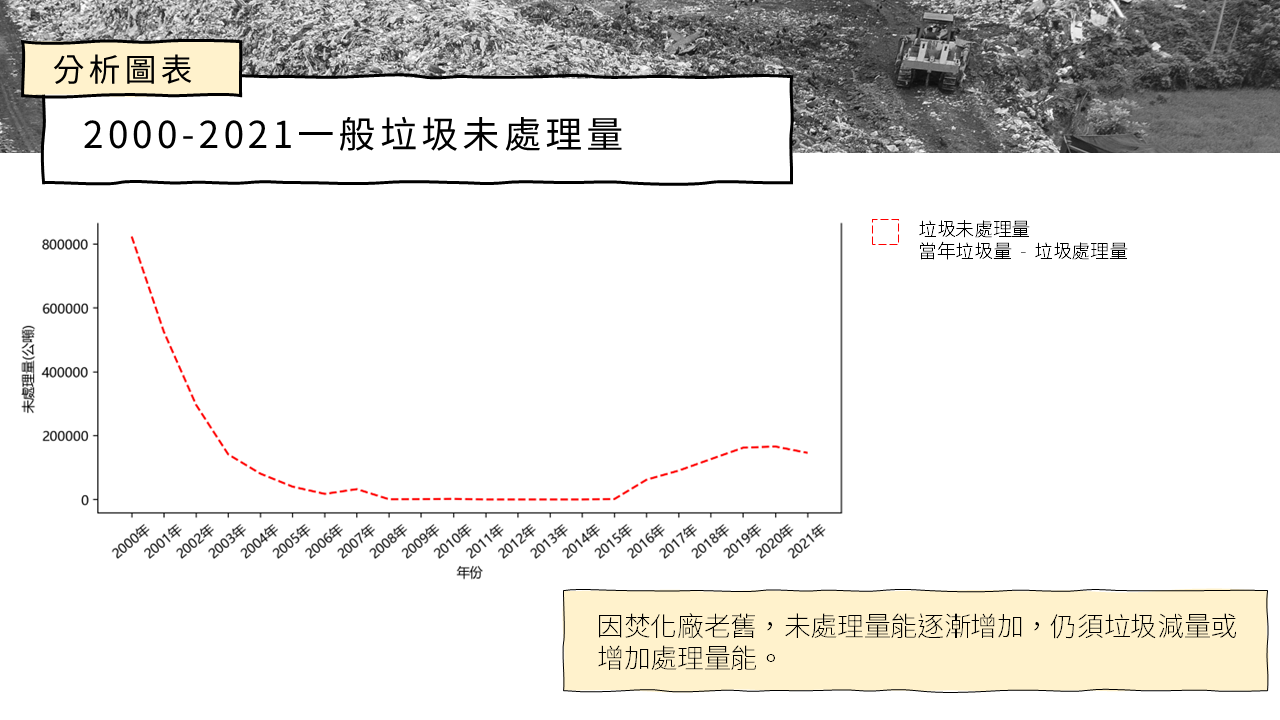 分析圖表
2000-2021一般垃圾未處理量
垃圾未處理量
當年垃圾量 - 垃圾處理量
未處理量(公噸)
800000
600000
400000
200000
0
2000年 2001年 2002年 2003年 2004年 2005年 2006年 2007年 2008年 2009年 2010年 2011年 2012年 2013年 2014年 2015年 2016年 2017年 2018年 2019年 2020年 2021年
年份
因焚化廠老舊，未處理量能逐漸增加，仍須垃圾減量或
增加處理量能。